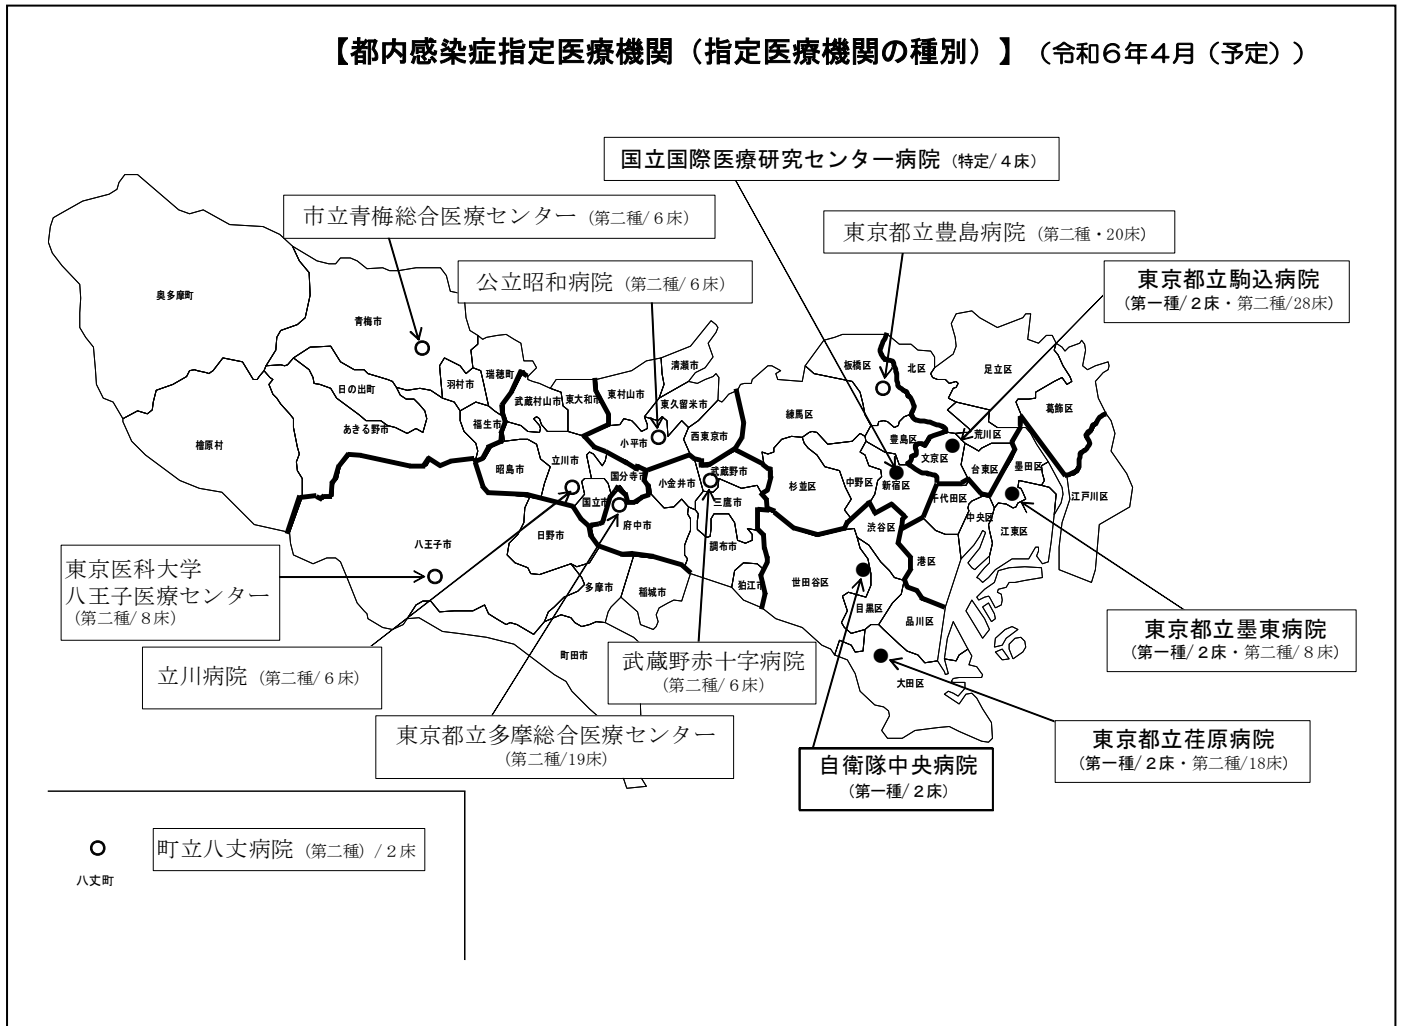 【都内感染症指定医療機関（指定医療機関の種別）】（令和６年４月（予定））
国立国際医療研究センター病院（特定/４床）
市立青梅総合医療センター（第二種/６床）
東京都立豊島病院（第二種・20床）
公立昭和病院（第二種/６床）
東京都立駒込病院
（第一種/２床・第二種/28床）
奥多摩町
青梅市
檜原村
日の出町
あきる野市
羽村市
瑞穂町
福生市
武蔵村山市
東大和市
東村山市
清瀬市
東久留米市
小平市
西東京市
昭島市
立川市
国分寺市
国立市
小金井市
武蔵野市
三鷹市
府中市
調布市
狛江市
日野市
八王子市
多摩市
稲城市
町田市
板橋区
北区
足立区
葛飾区
練馬区
豊島区
荒川区
文京区
台東区
墨田区
杉並区
中野区
新宿区
千代田区
中央区
江東区
江戸川区
渋谷区
港区
世田谷区
目黒区
品川区
大田区
東京医科大学
八王子医療センター
（第二種/８床）
立川病院（第二種/６床）
東京都立多摩総合医療センター
（第二種/19床）
武蔵野赤十字病院
（第二種/６床）
東京都立墨東病院
（第一種/２床・第二種/８床）
東京都立荏原病院
（第一種/２床・第二種/18床）
自衛隊中央病院
（第一種/２床）
町立八丈病院（第二種）/２床
八丈町